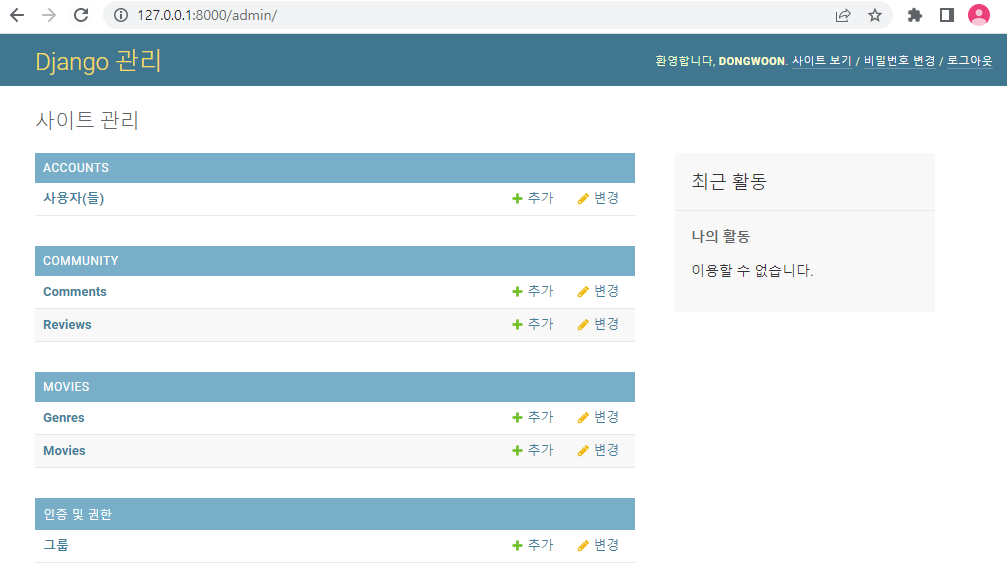 127.0.0.1:8000/admin/
Django 관리
환영합니다, DONGWOON. 사이트 보기 / 비밀번호 변경 / 로그아웃
사이트 관리
ACCOUNTS
사용자(들) 추가 변경
COMMUNITY
Comments 추가 변경
Reviews 추가 변경
MOVIES
Genres 추가 변경
Movies 추가 변경
인증 및 권한
그룹 추가 변경
최근 활동
나의 활동
이용할 수 없습니다.